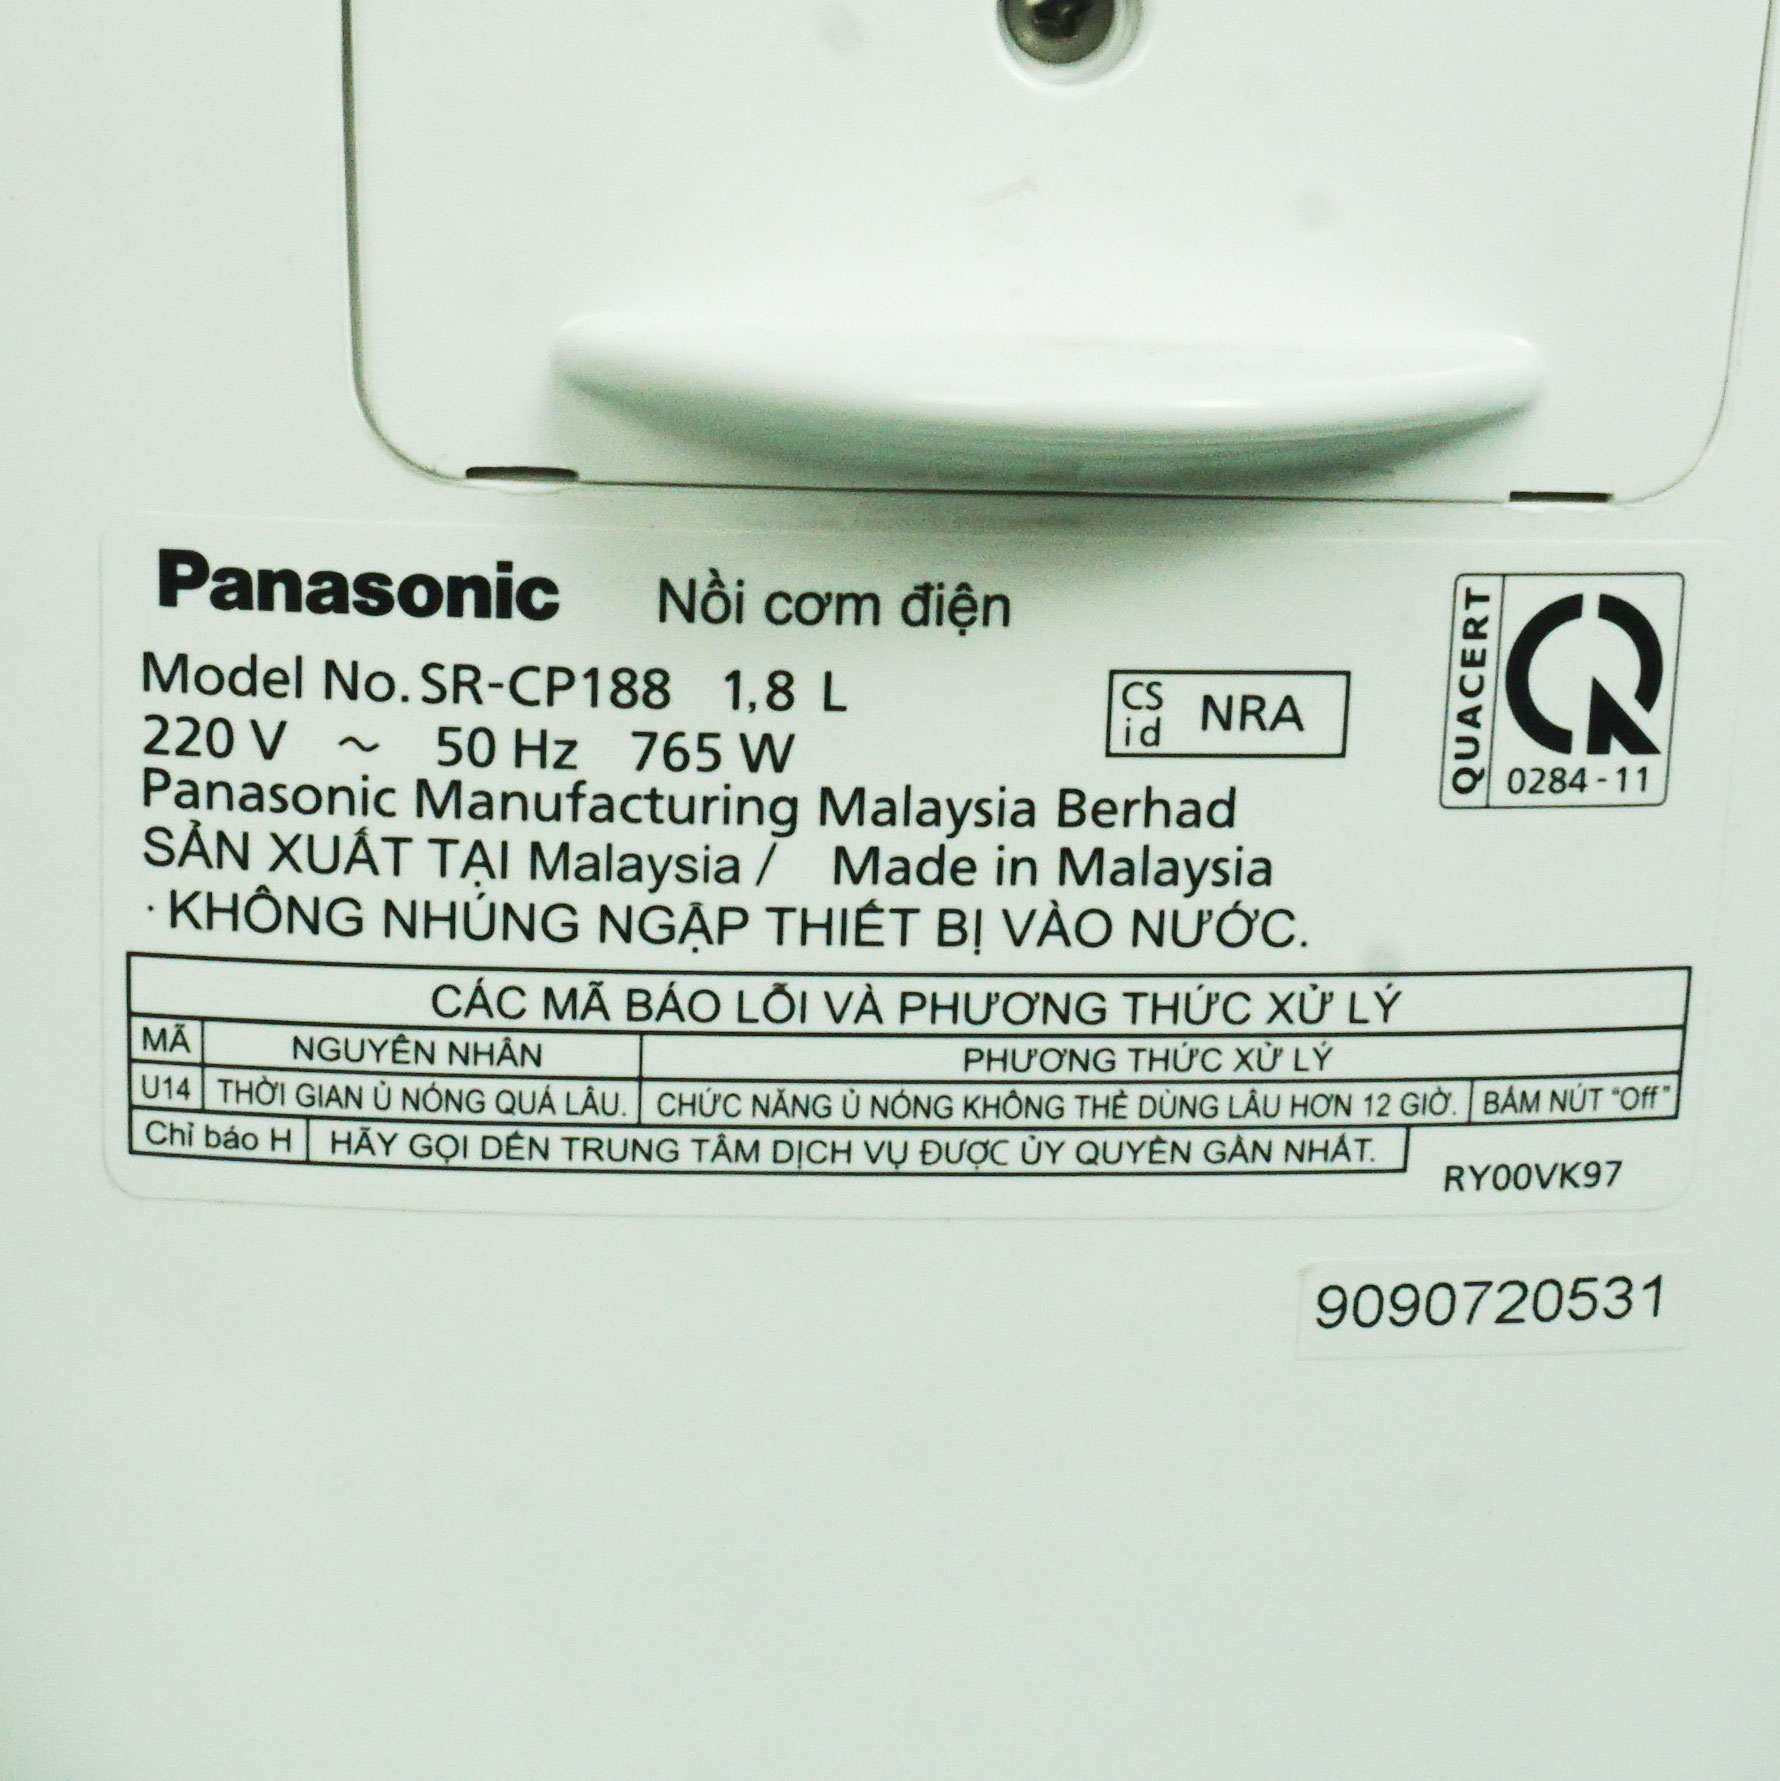 Panasonic Nồi cơm điện
Model No. SR-CP188 1,8 L
220 V ~ 50 Hz 765 W
CS id NRA
QUACERT
0284-11
Panasonic Manufacturing Malaysia Berhad
SẢN XUẤT TẠI Malaysia / Made in Malaysia
· KHÔNG NHÚNG NGẬP THIẾT BỊ VÀO NƯỚC.
CÁC MÃ BÁO LỖI VÀ PHƯƠNG THỨC XỬ LÝ
MÃ NGUYÊN NHÂN PHƯƠNG THỨC XỬ LÝ
U14 THỜI GIAN Ủ NÓNG QUÁ LÂU. CHỨC NĂNG Ủ NÓNG KHÔNG THỂ DÙNG LÂU HƠN 12 GIỜ. BẤM NÚT "Off"
Chỉ báo H HÃY GỌI DẾN TRUNG TÂM DỊCH VỤ ĐƯỢC ỦY QUYỀN GẦN NHẤT.
RY00VK97
9090720531